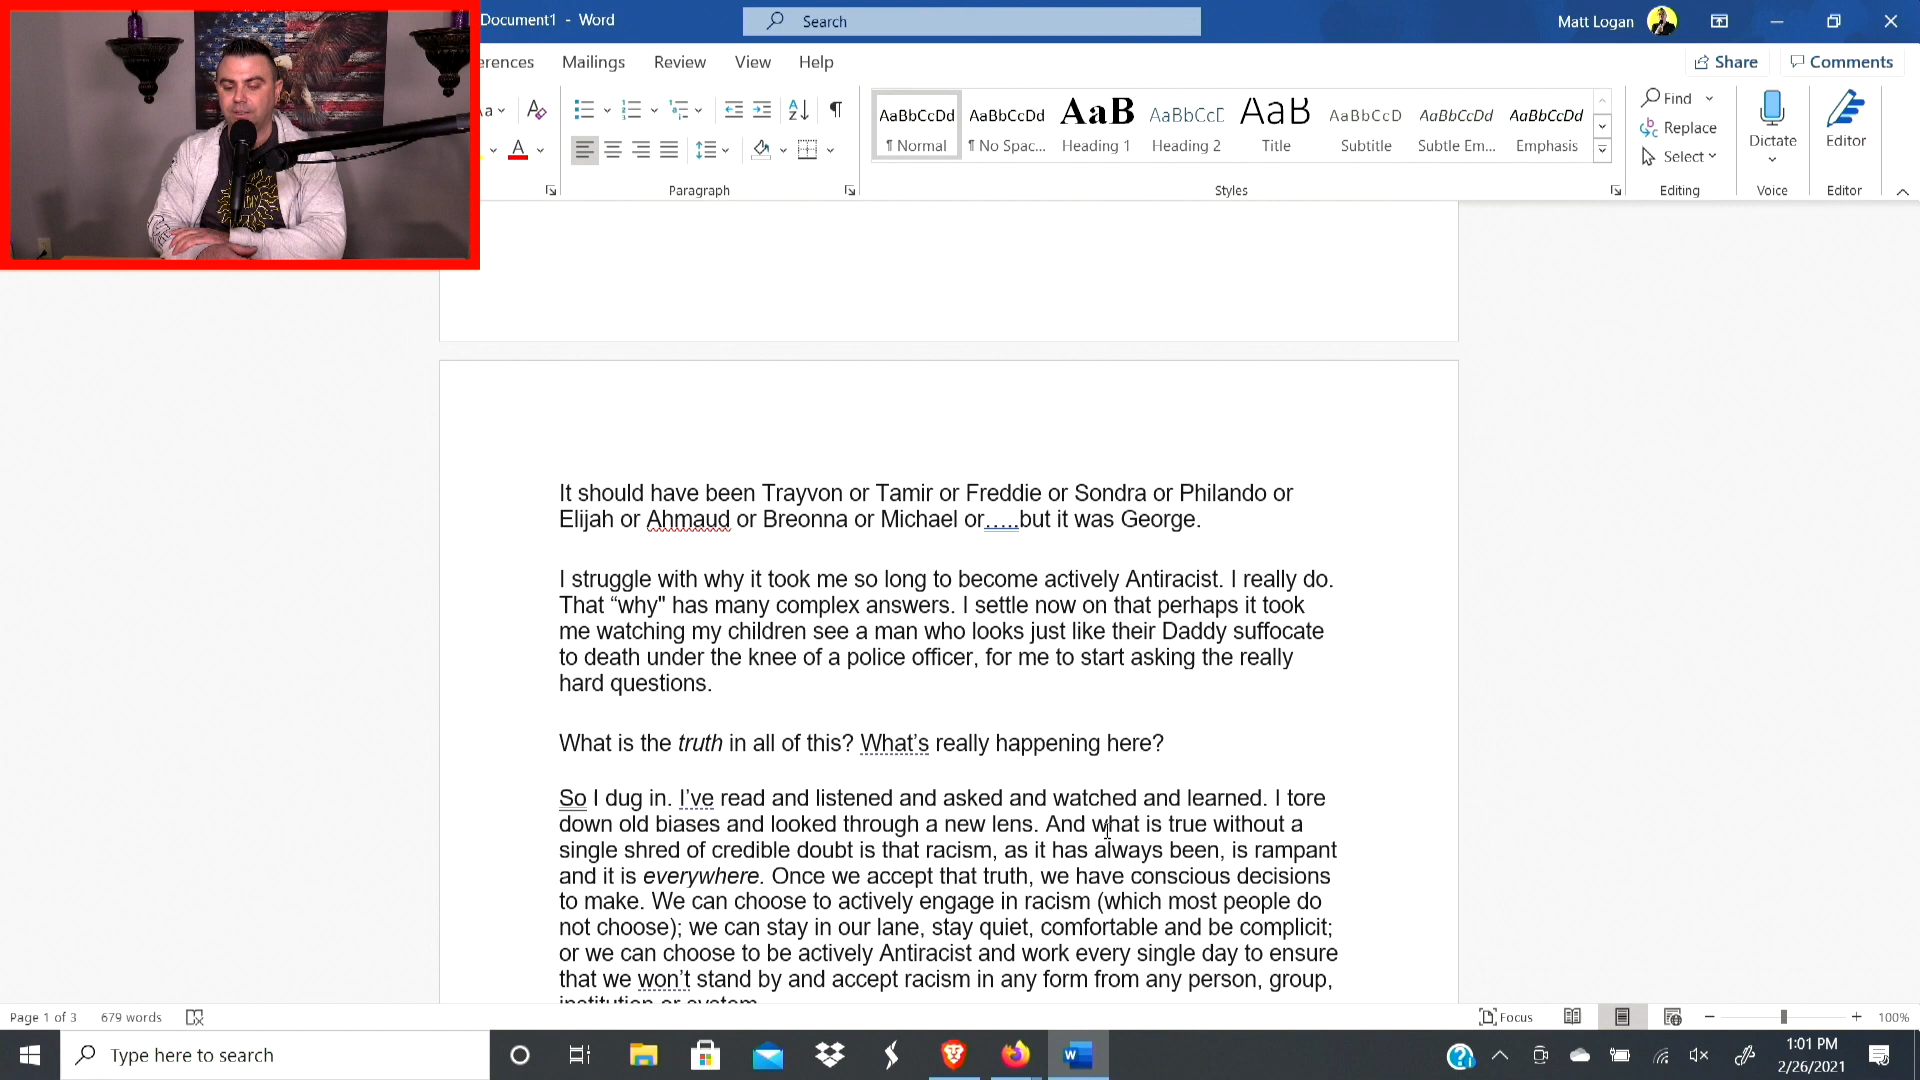 Document1 - Word
Search
Matt Logan
erences Mailings Review View Help
Share Comments
AaBbCcDd AaBbCcDd AaB AaBbCcC AaB AaBbCcD AaBbCcDd AaBbCcDd
¶ Normal ¶ No Spac... Heading 1 Heading 2 Title Subtitle Subtle Em... Emphasis
Find
Replace
Select
Dictate
Editor
Paragraph Styles Editing Voice Editor
It should have been Trayvon or Tamir or Freddie or Sondra or Philando or
Elijah or Ahmaud or Breonna or Michael or…..but it was George.
I struggle with why it took me so long to become actively Antiracist. I really do.
That “why" has many complex answers. I settle now on that perhaps it took
me watching my children see a man who looks just like their Daddy suffocate
to death under the knee of a police officer, for me to start asking the really
hard questions.
What is the truth in all of this? What’s really happening here?
So I dug in. I’ve read and listened and asked and watched and learned. I tore
down old biases and looked through a new lens. And what is true without a
single shred of credible doubt is that racism, as it has always been, is rampant
and it is everywhere. Once we accept that truth, we have conscious decisions
to make. We can choose to actively engage in racism (which most people do
not choose); we can stay in our lane, stay quiet, comfortable and be complicit;
or we can choose to be actively Antiracist and work every single day to ensure
that we won’t stand by and accept racism in any form from any person, group,
institution or system
Page 1 of 3 679 words
Focus
100%
Type here to search
1:01 PM
2/26/2021